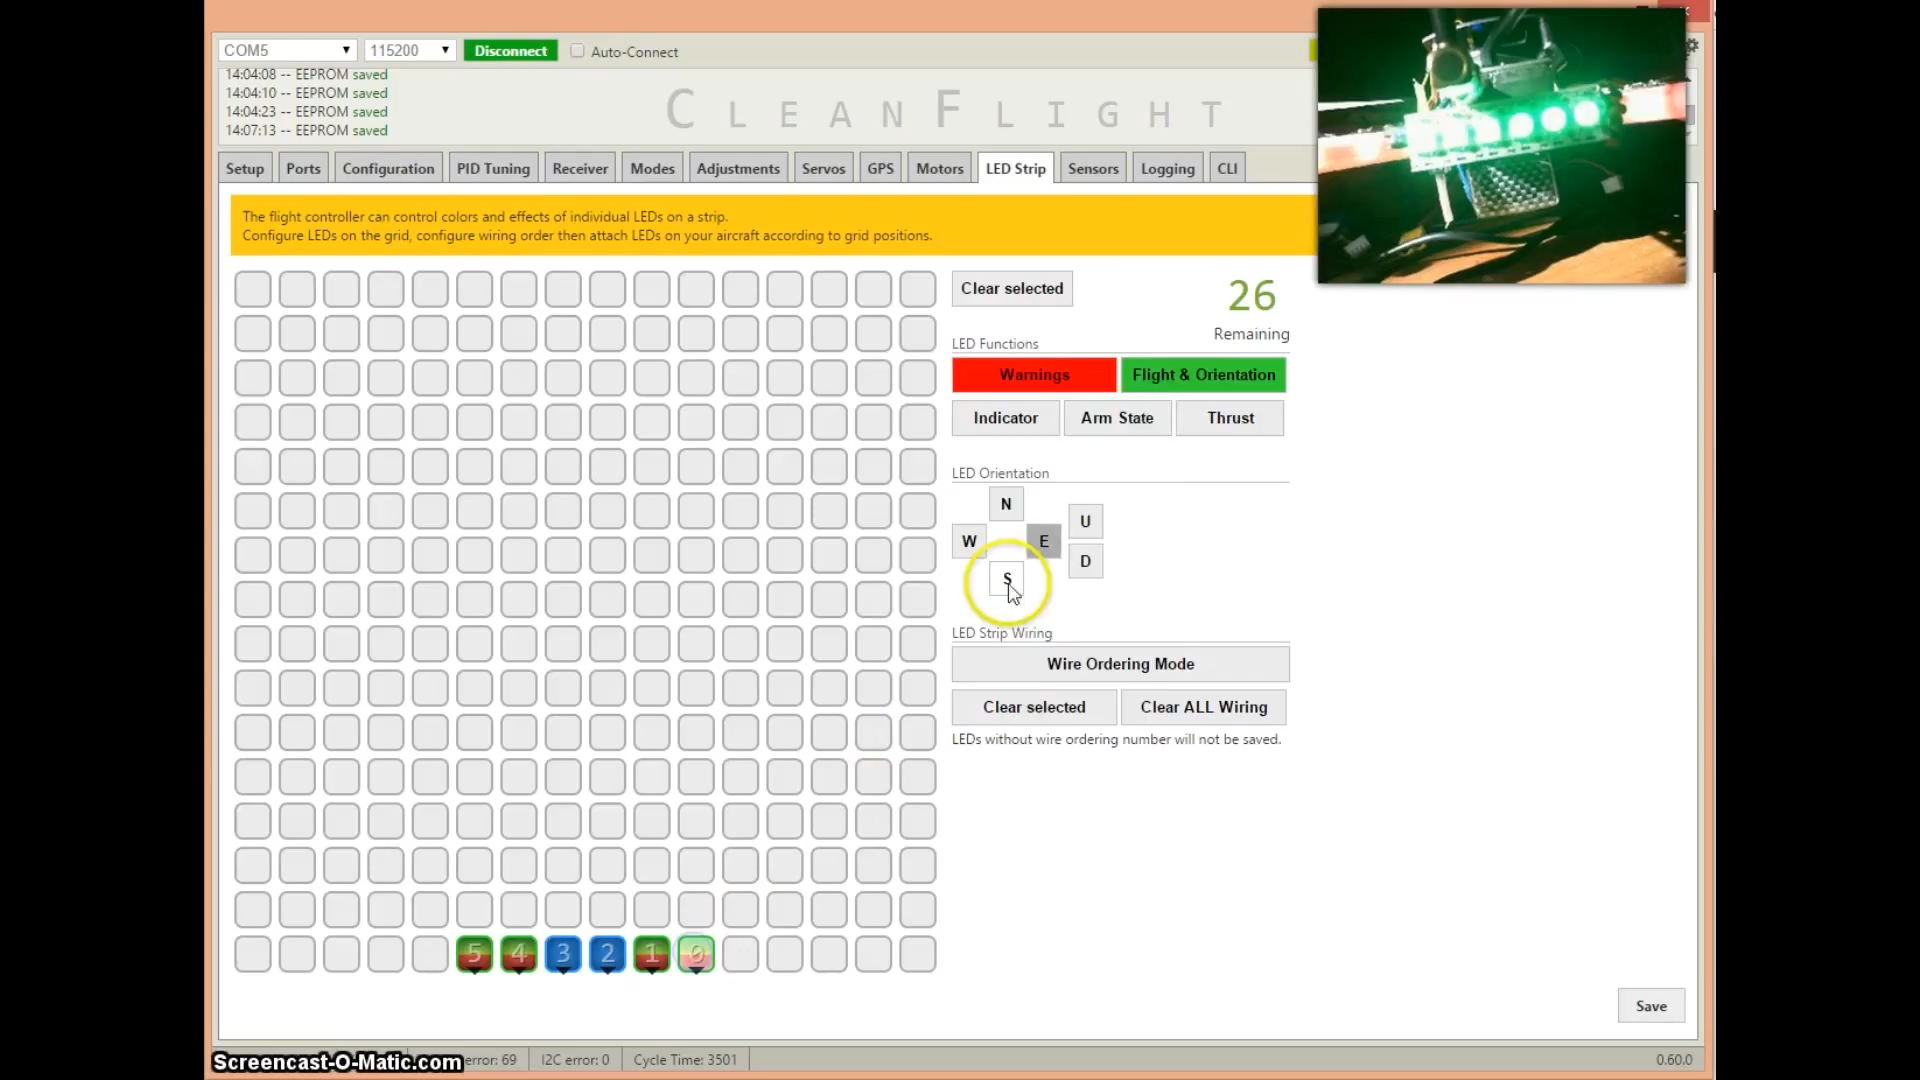 COM5 115200 Disconnect Auto-Connect
14:04:08 -- EEPROM saved
14:04:10 -- EEPROM saved
14:04:23 -- EEPROM saved
14:07:13 -- EEPROM saved
CLEANFLIGHT
Setup Ports Configuration PID Tuning Receiver Modes Adjustments Servos GPS Motors LED Strip Sensors Logging CLI
The flight controller can control colors and effects of individual LEDs on a strip.
Configure LEDs on the grid, configure wiring order then attach LEDs on your aircraft according to grid positions.
Clear selected
26
Remaining
LED Functions
Warnings Flight & Orientation
Indicator Arm State Thrust
LED Orientation
N
U
W E
D
S
LED Strip Wiring
Wire Ordering Mode
Clear selected Clear ALL Wiring
LEDs without wire ordering number will not be saved.
5 4 3 2 1 0
Save
Screencast-O-Matic.com error: 69 I2C error: 0 Cycle Time: 3501 0.60.0